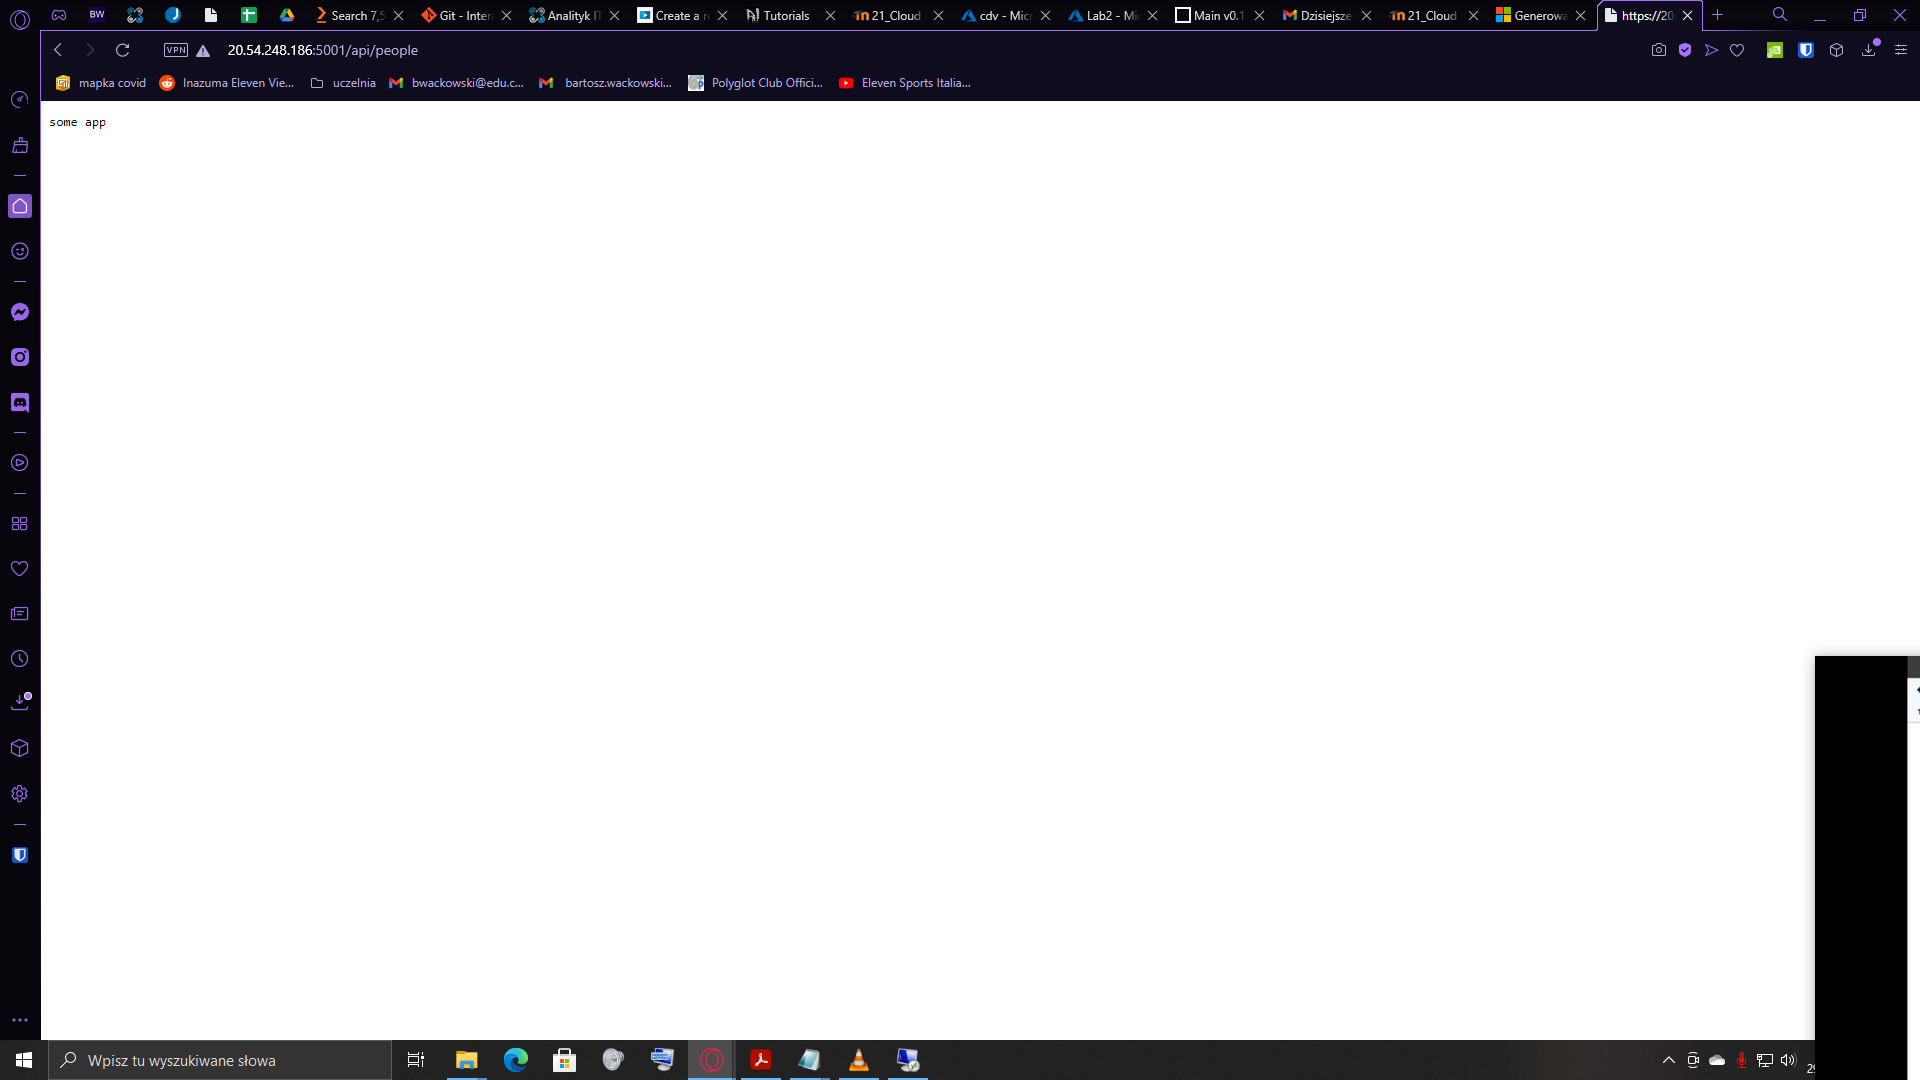 BW
Search 7,5
Git - Inter
Analityk IT
Create a re
Tutorials
21_Cloud
cdv - Micr
Lab2 - Mi
Main v0.1
Dzisiejsze
21_Cloud
Generowa
https://20
VPN
20.54.248.186:5001/api/people
mapka covid
Inazuma Eleven Vie...
uczelnia
bwackowski@edu.c...
bartosz.wackowski...
Polyglot Club Offici...
Eleven Sports Italia...
some app
Wpisz tu wyszukiwane słowa